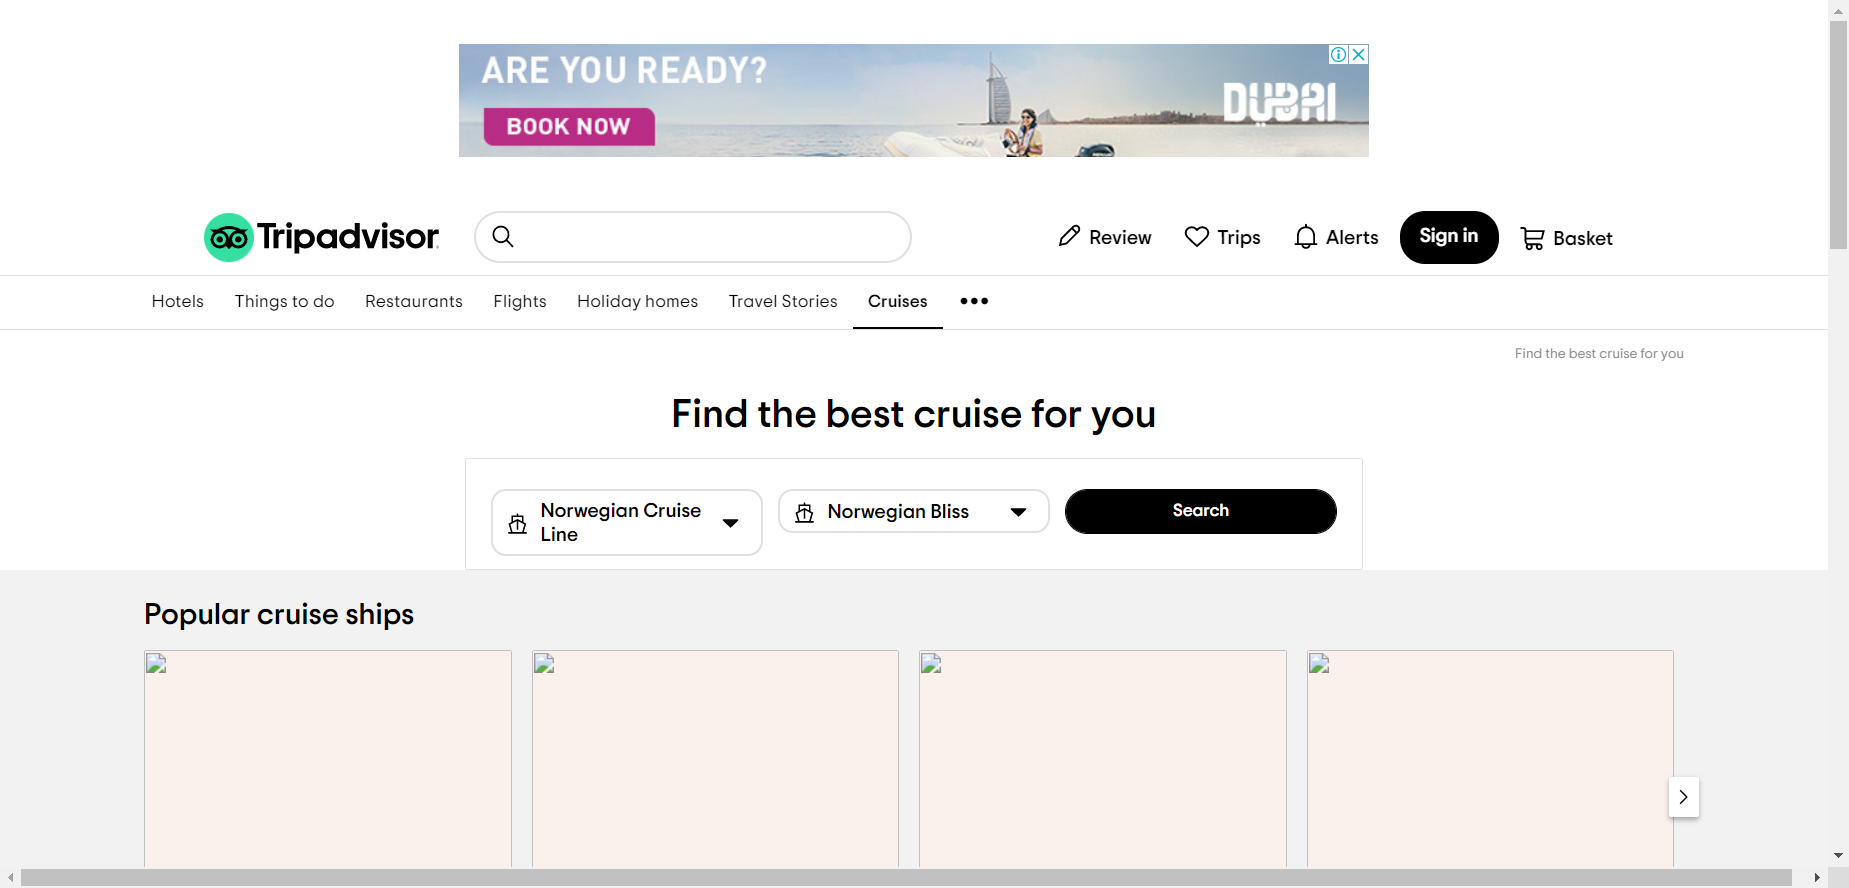 ARE YOU READY?
BOOK NOW
DUBAI
Tripadvisor
Review
Trips
Alerts
Sign in
Basket
Hotels
Things to do
Restaurants
Flights
Holiday homes
Travel Stories
Cruises
Find the best cruise for you
Find the best cruise for you
Norwegian Cruise
Line
Norwegian Bliss
Search
Popular cruise ships